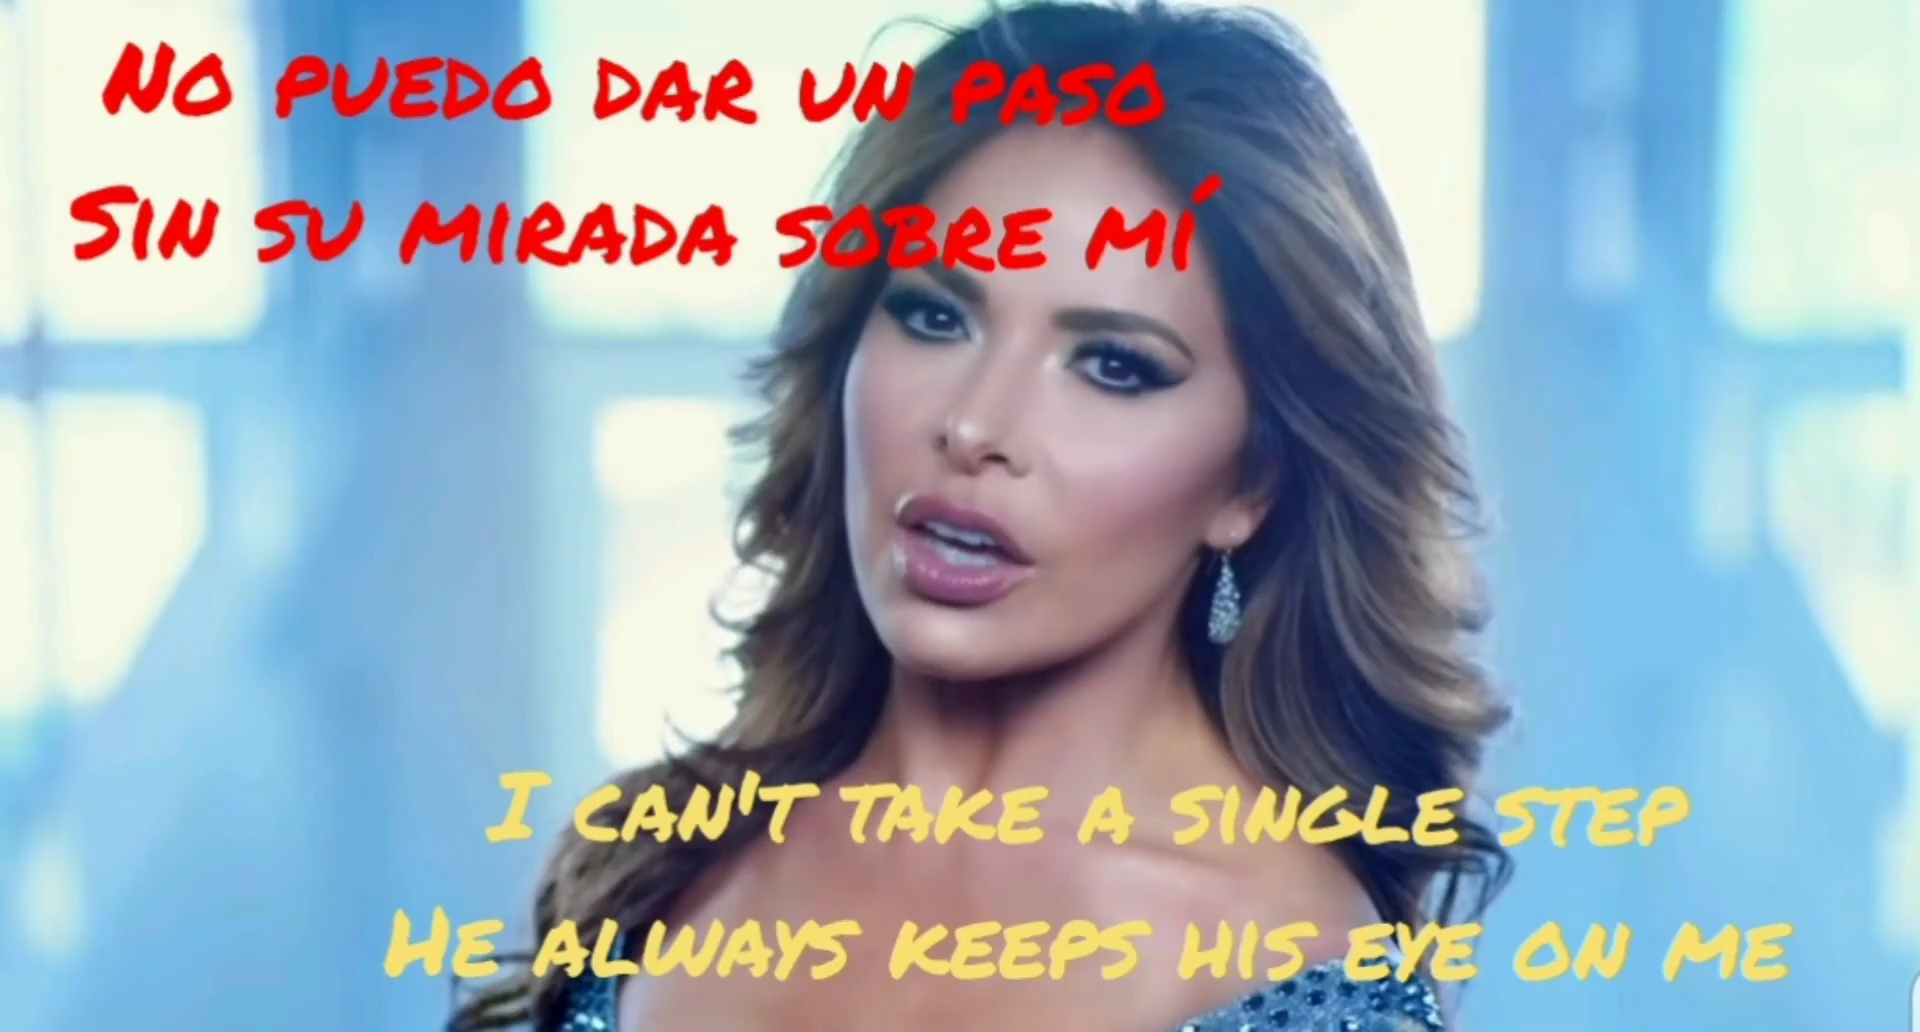 No puedo dar un paso
Sin su mirada sobre mí
I can't take a single step
He always keeps his eye on me